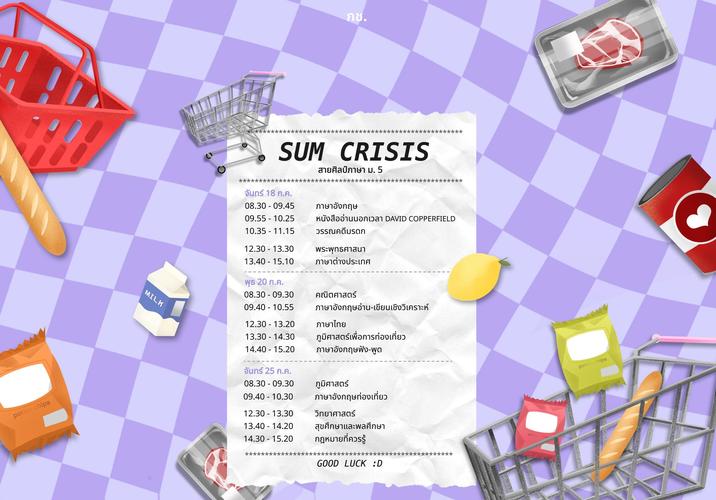 กช.
SUM CRISIS
สายศิลป์ภาษา ม. 5
จันทร์ 18 ก.ค.
08.30 - 09.45 ภาษาอังกฤษ
09.55 - 10.25 หนังสืออ่านนอกเวลา DAVID COPPERFIELD
10.35 - 11.15 วรรณคดีมรดก
12.30 - 13.30 พระพุทธศาสนา
13.40 - 15.10 ภาษาต่างประเทศ
พุธ 20 ก.ค.
08.30 - 09.30 คณิตศาสตร์
09.40 - 10.55 ภาษาอังกฤษอ่าน-เขียนเชิงวิเคราะห์
12.30 - 13.20 ภาษาไทย
13.30 - 14.30 ภูมิศาสตร์เพื่อการท่องเที่ยว
14.40 - 15.20 ภาษาอังกฤษฟัง-พูด
จันทร์ 25 ก.ค.
08.30 - 09.30 ภูมิศาสตร์
09.40 - 10.30 ภาษาอังกฤษท่องเที่ยว
12.30 - 13.30 วิทยาศาสตร์
13.40 - 14.20 สุขศึกษาและพลศึกษา
14.30 - 15.20 กฎหมายที่ควรรู้
GOOD LUCK :D
MILK